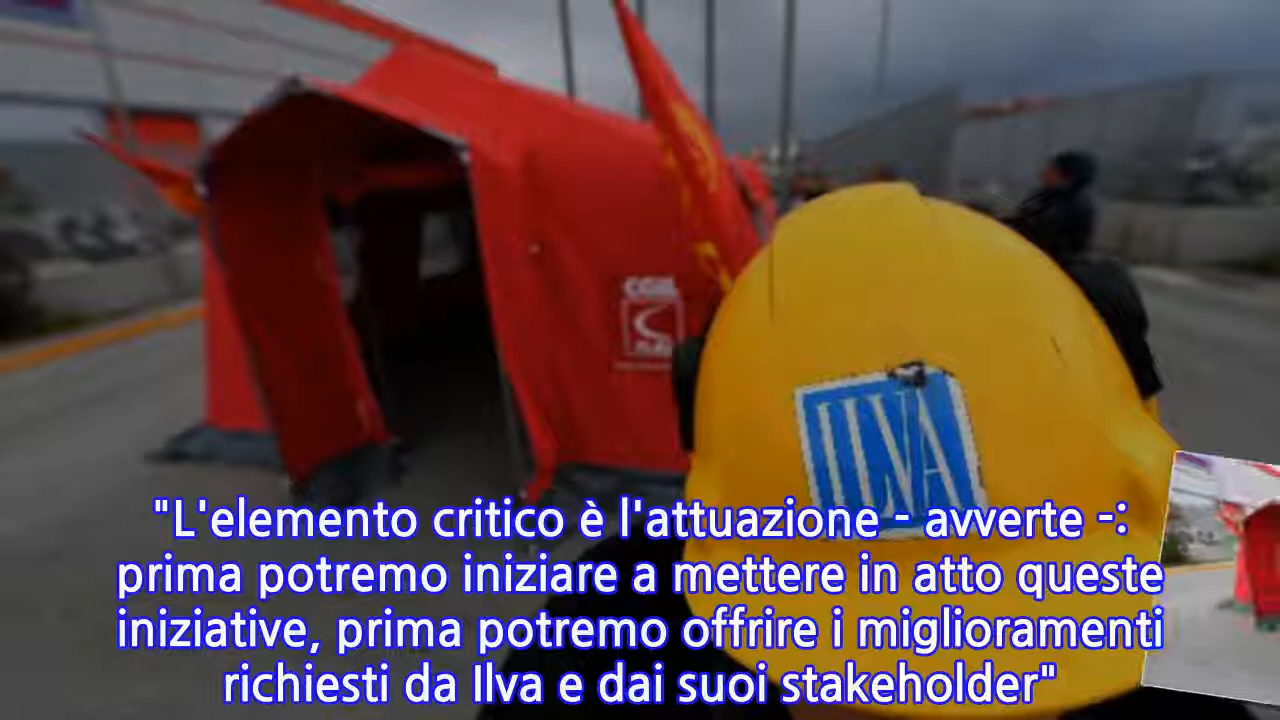 CGIL
ILVA
"L'elemento critico è l'attuazione - avverte -:
prima potremo iniziare a mettere in atto queste
iniziative, prima potremo offrire i miglioramenti
richiesti da Ilva e dai suoi stakeholder"